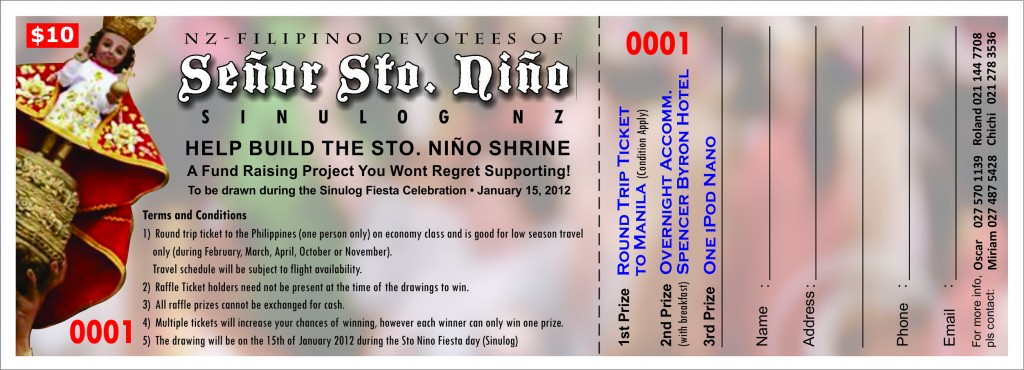 $10
NZ-FILIPINO DEVOTEES OF
Señor Sto. Niño
SINULOG NZ
HELP BUILD THE STO. NIÑO SHRINE
A Fund Raising Project You Wont Regret Supporting!
To be drawn during the Sinulog Fiesta Celebration • January 15, 2012
Terms and Conditions
1) Round trip ticket to the Philippines (one person only) on economy class and is good for low season travel
only (during February, March, April, October or November).
Travel schedule will be subject to flight availability.
2) Raffle Ticket holders need not be present at the time of the drawings to win.
3) All raffle prizes cannot be exchanged for cash.
4) Multiple tickets will increase your chances of winning, however each winner can only win one prize.
5) The drawing will be on the 15th of January 2012 during the Sto Nino Fiesta day (Sinulog)
0001
0001
1st Prize ROUND TRIP TICKET
TO MANILA (Condition Apply)
2nd Prize OVERNIGHT ACCOMM.
(with breakfast) SPENCER BYRON HOTEL
3rd Prize ONE IPOD NANO
Name :
Address :
Phone :
Email :
For more info. Oscar 027 570 1139 Roland 021 144 7708
pls contact: Miriam 027 487 5428 Chichi 021 278 3536